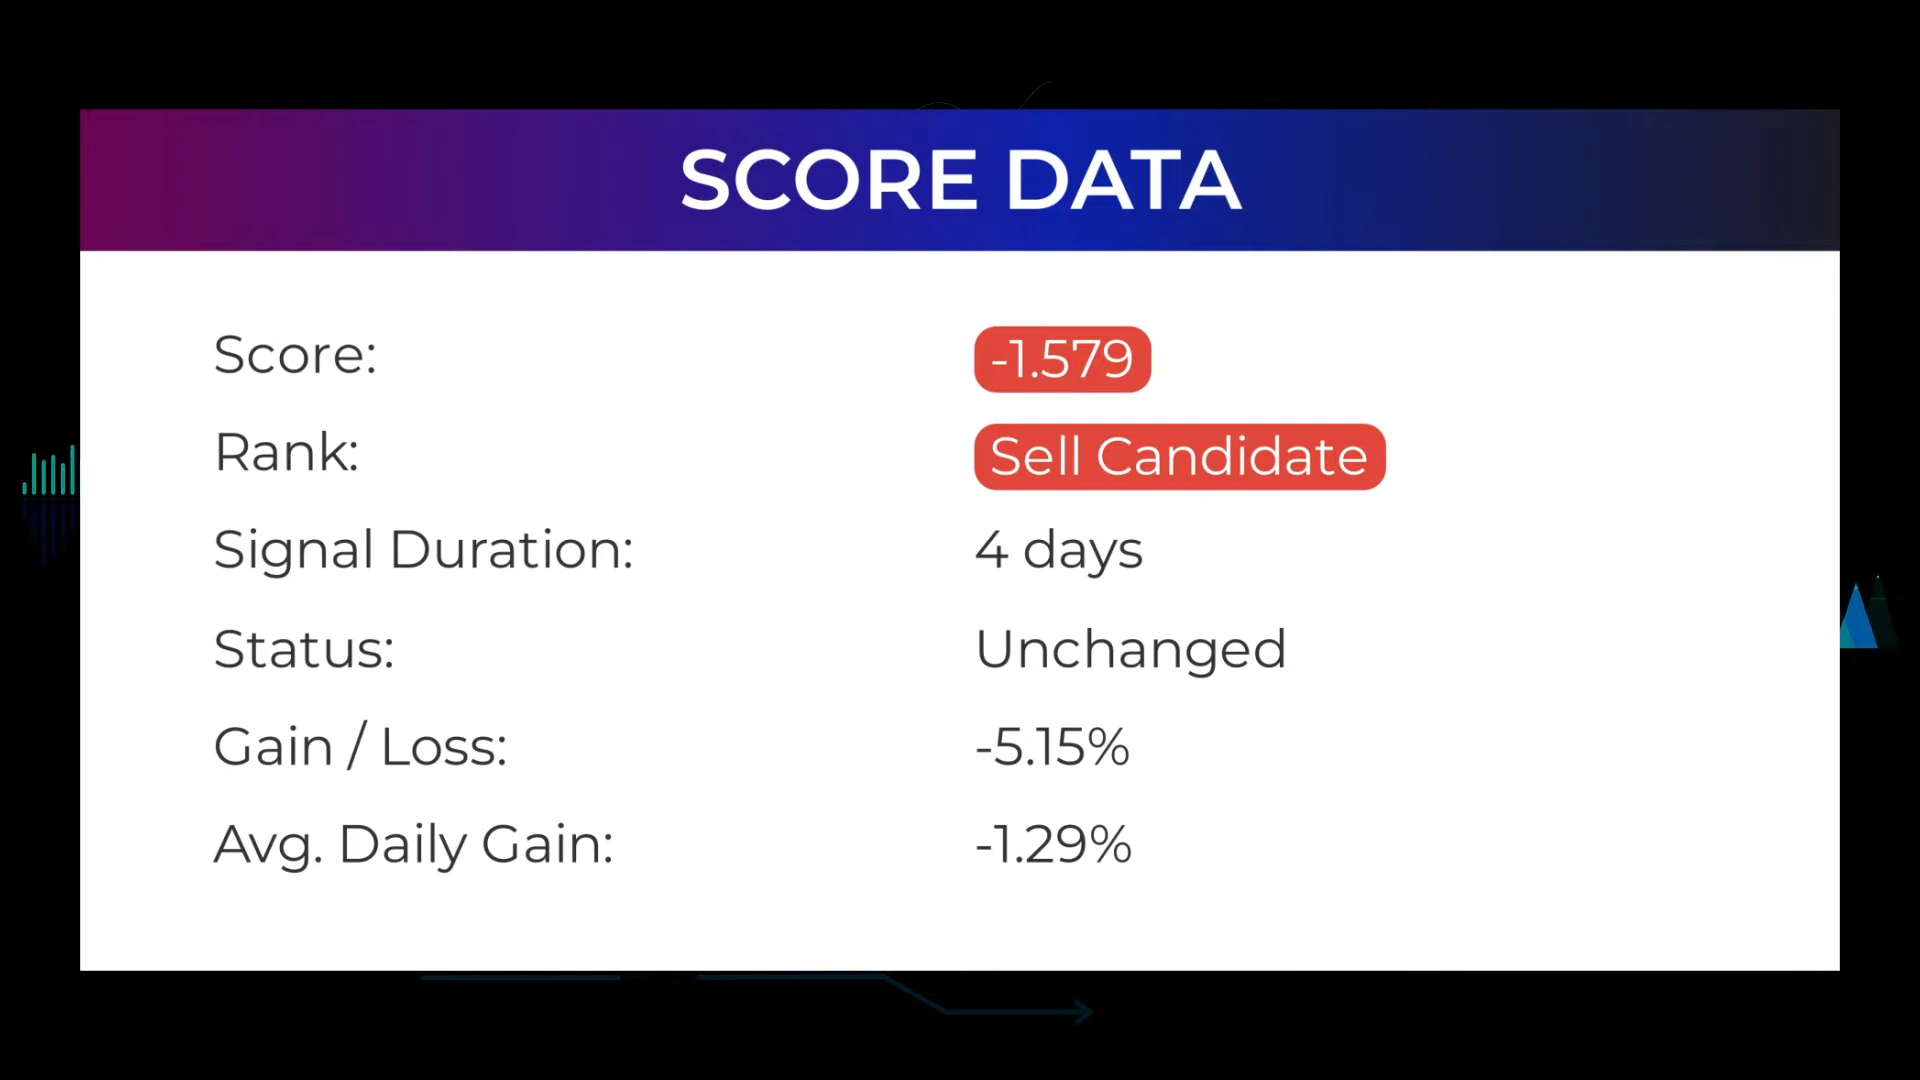 SCORE DATA
Score: -1.579
Rank: Sell Candidate
Signal Duration: 4 days
Status: Unchanged
Gain / Loss: -5.15%
Avg. Daily Gain: -1.29%